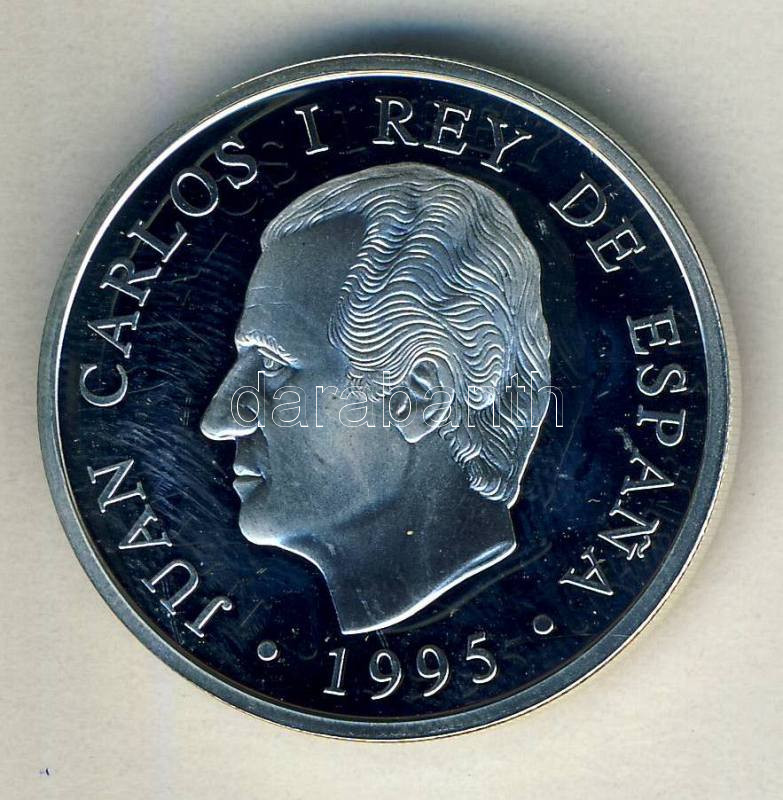 JUAN CARLOS I REY DE ESPAÑA
• 1995 •
darabanth